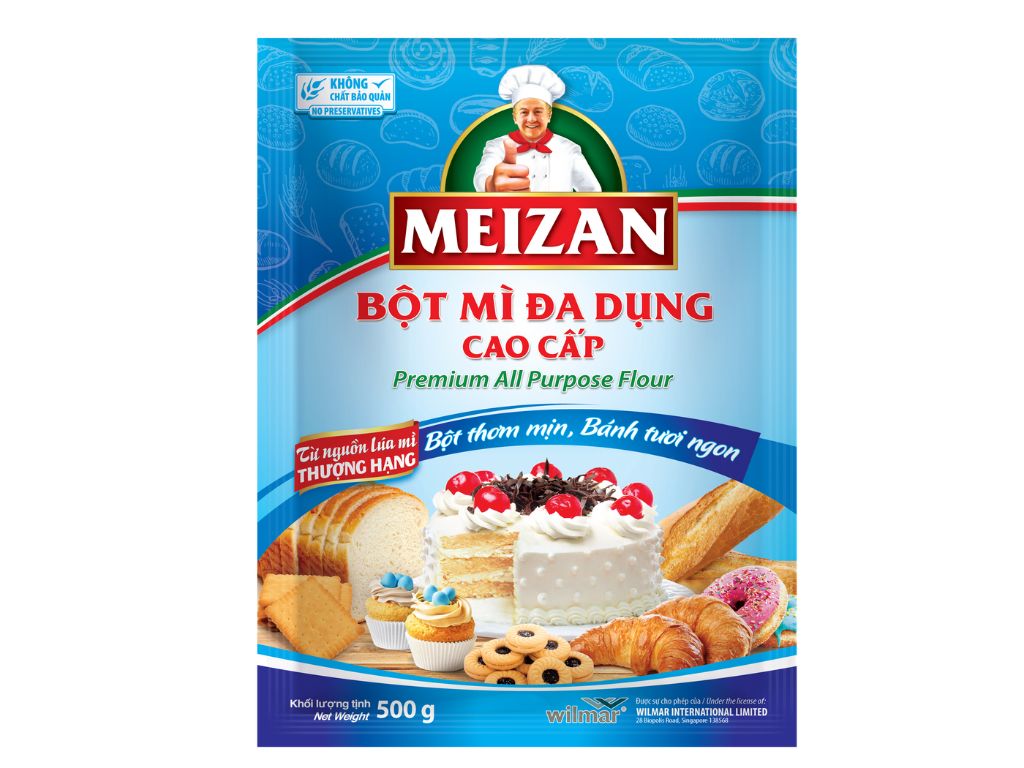 KHÔNG
CHẤT BẢO QUẢN
NO PRESERVATIVES
MEIZAN
BỘT MÌ ĐA DỤNG
CAO CẤP
Premium All Purpose Flour
Từ nguồn lúa mì
THƯỢNG HẠNG
Bột thơm mịn, Bánh tươi ngon
Khối lượng tịnh
Net Weight 500 g
wilmar®
Được sự cho phép của / Under the license of:
WILMAR INTERNATIONAL LIMITED
28 Biopolis Road, Singapore 138568